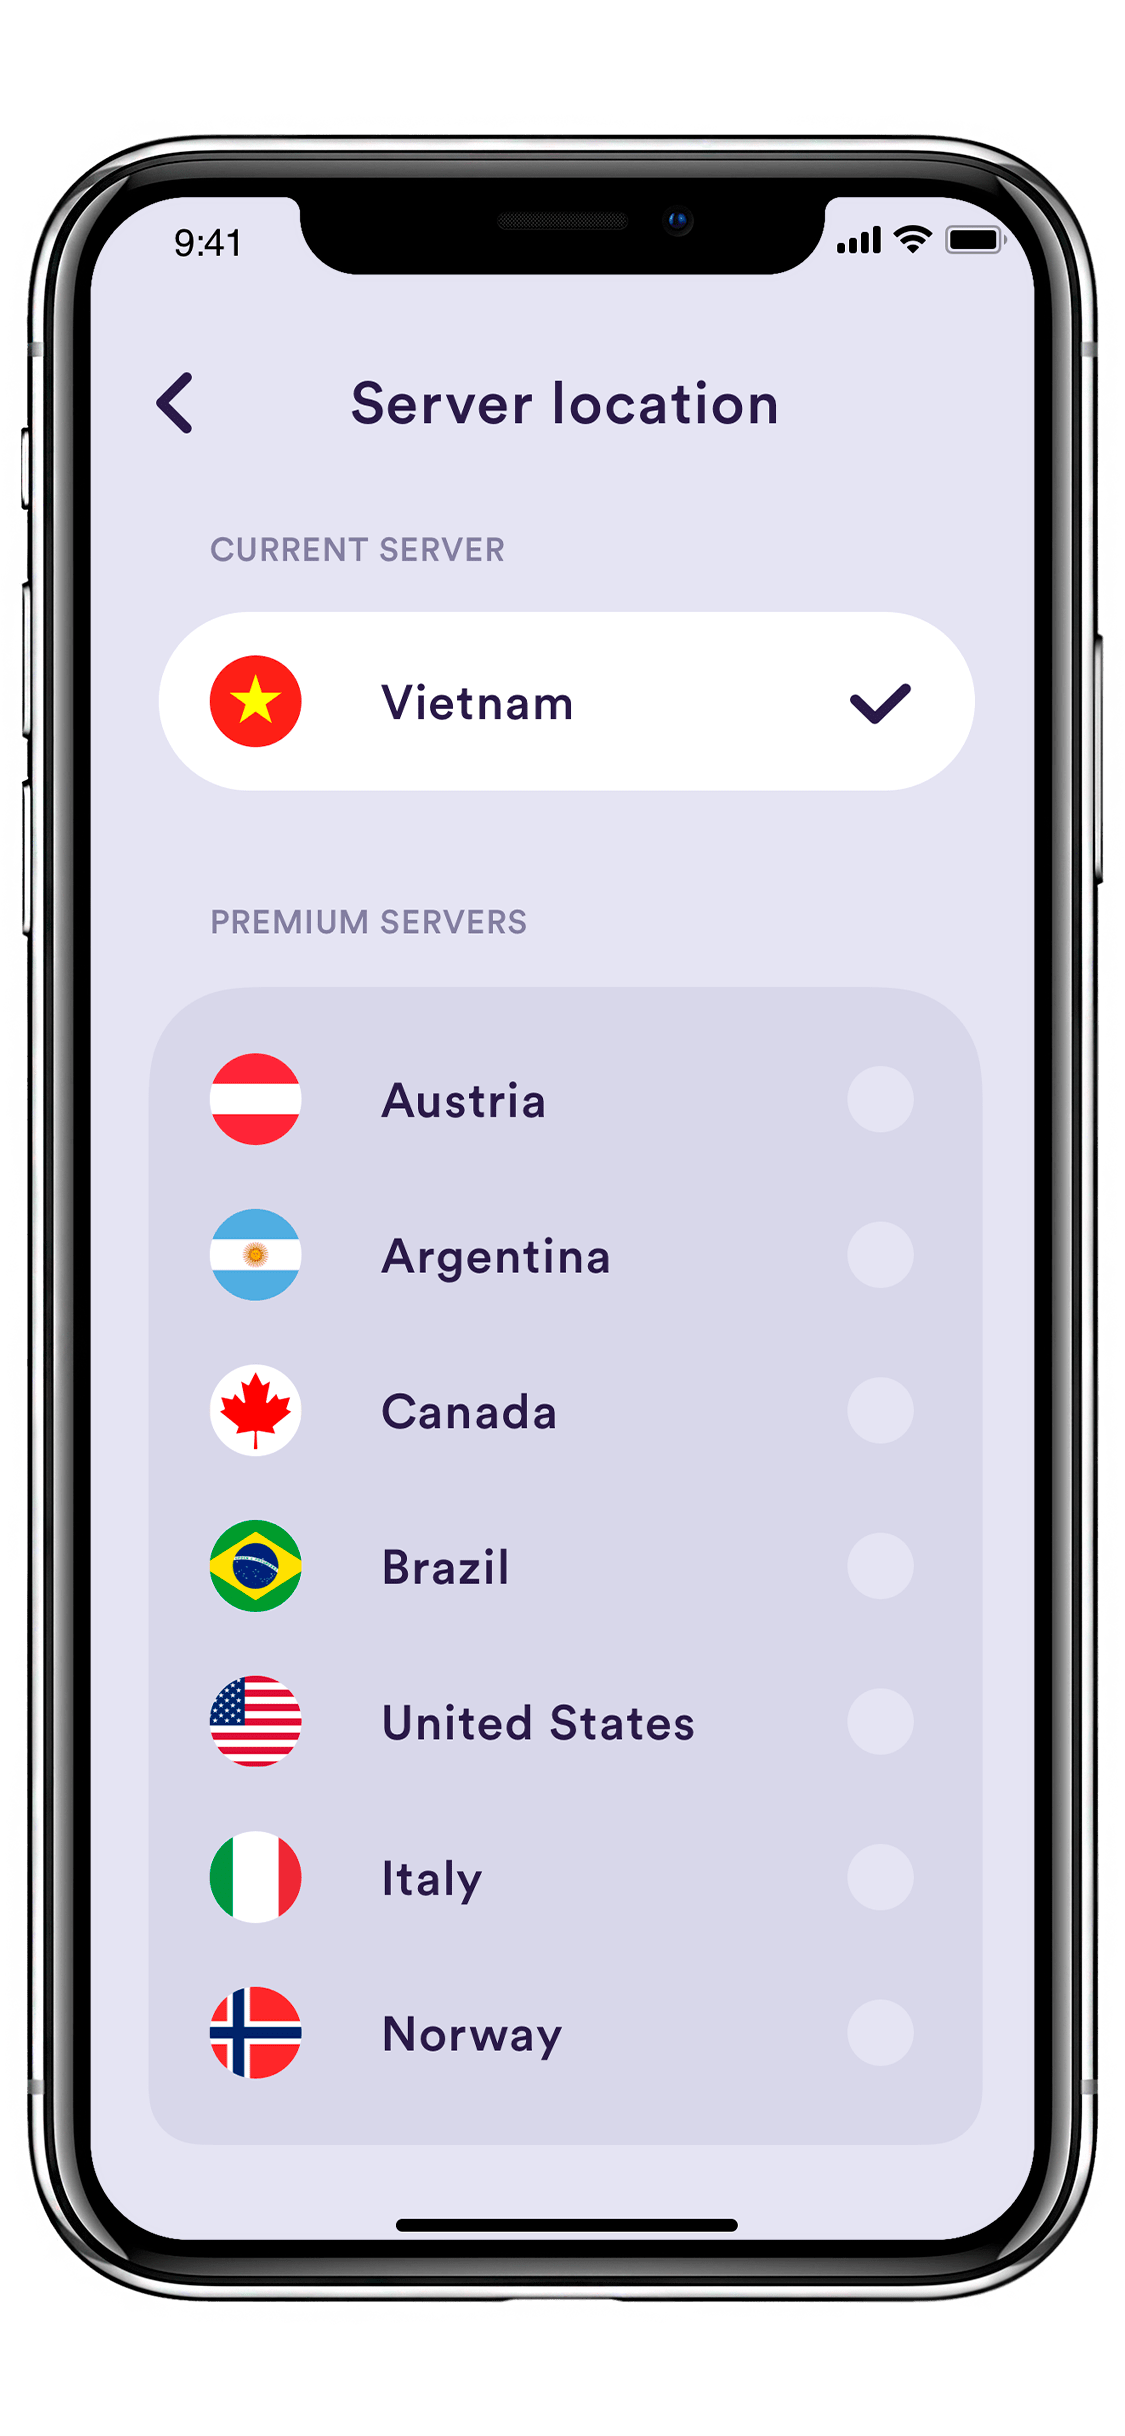 9:41
Server location
CURRENT SERVER
Vietnam
PREMIUM SERVERS
Austria
Argentina
Canada
Brazil
United States
Italy
Norway